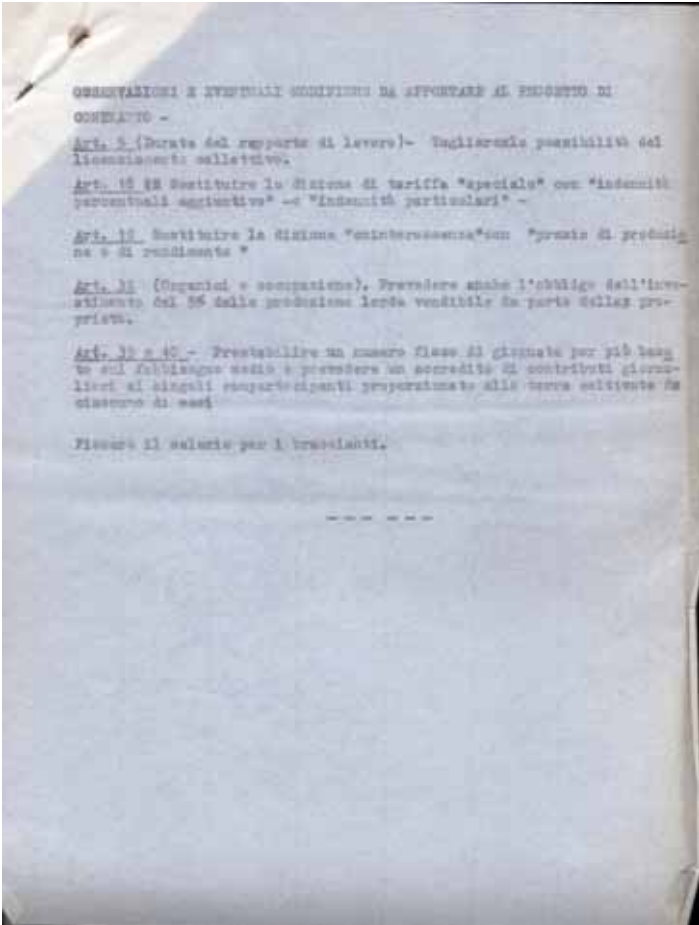 OSSERVAZIONI E EVENTUALI MODIFICHE DA APPORTARE AL PROGETTO DI
CONTRATTO -
Art. 5 (Durata del rapporto di lavoro)- Togliere la possibilità del
licenziamento collettivo.
Art. 18 Sostituire la dizione di tariffa "speciale" con "indennità
percentuali aggiuntive" -o "indennità particolari" -
Art. 19 Sostituire la dizione "cointeressenza"con "premio di produzio
ne o di rendimento "
(Organici e occupazione). Prevedere anche l'obbligo dell'inve-
stimento del 5% della produzione lorda vendibile da parte della pro-
prietà.
Art. 39 e 40 - Prestabilire un numero fisso di giornate per
sul fabbisogno medio e prevedere un accredito di contributi giorna-
lieri ai singoli compartecipanti proporzionato alla terra coltivata da
ciascuno di essi
Fissare il salario per i braccianti.
--- ---